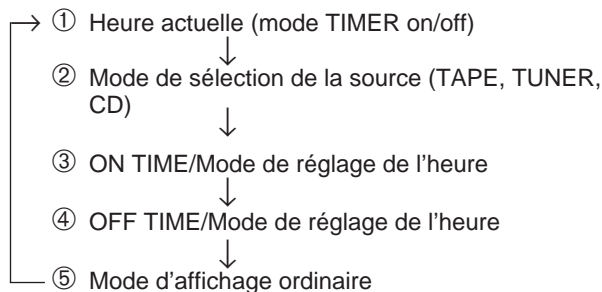 ① Heure actuelle (mode TIMER on/off)
② Mode de sélection de la source (TAPE, TUNER,
CD)
③ ON TIME/Mode de réglage de l’heure
④ OFF TIME/Mode de réglage de l’heure
⑤ Mode d’affichage ordinaire